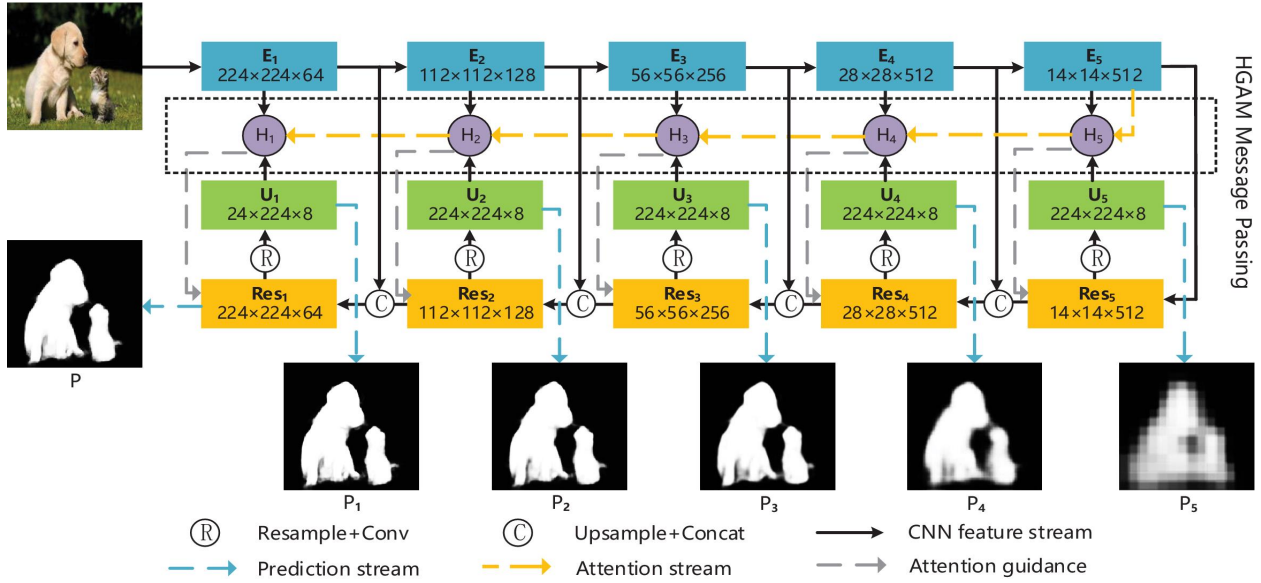 E₁
224×224×64
E₂
112×112×128
E₃
56×56×256
E₄
28×28×512
E₅
14×14×512
HGAM Message Passing
H₁
H₂
H₃
H₄
H₅
U₁
24×224×8
U₂
224×224×8
U₃
224×224×8
U₄
224×224×8
U₅
224×224×8
R
R
R
R
R
Res₁
224×224×64
C
Res₂
112×112×128
C
Res₃
56×56×256
C
Res₄
28×28×512
C
Res₅
14×14×512
P
P₁
P₂
P₃
P₄
P₅
R Resample+Conv
C Upsample+Concat
CNN feature stream
Prediction stream
Attention stream
Attention guidance